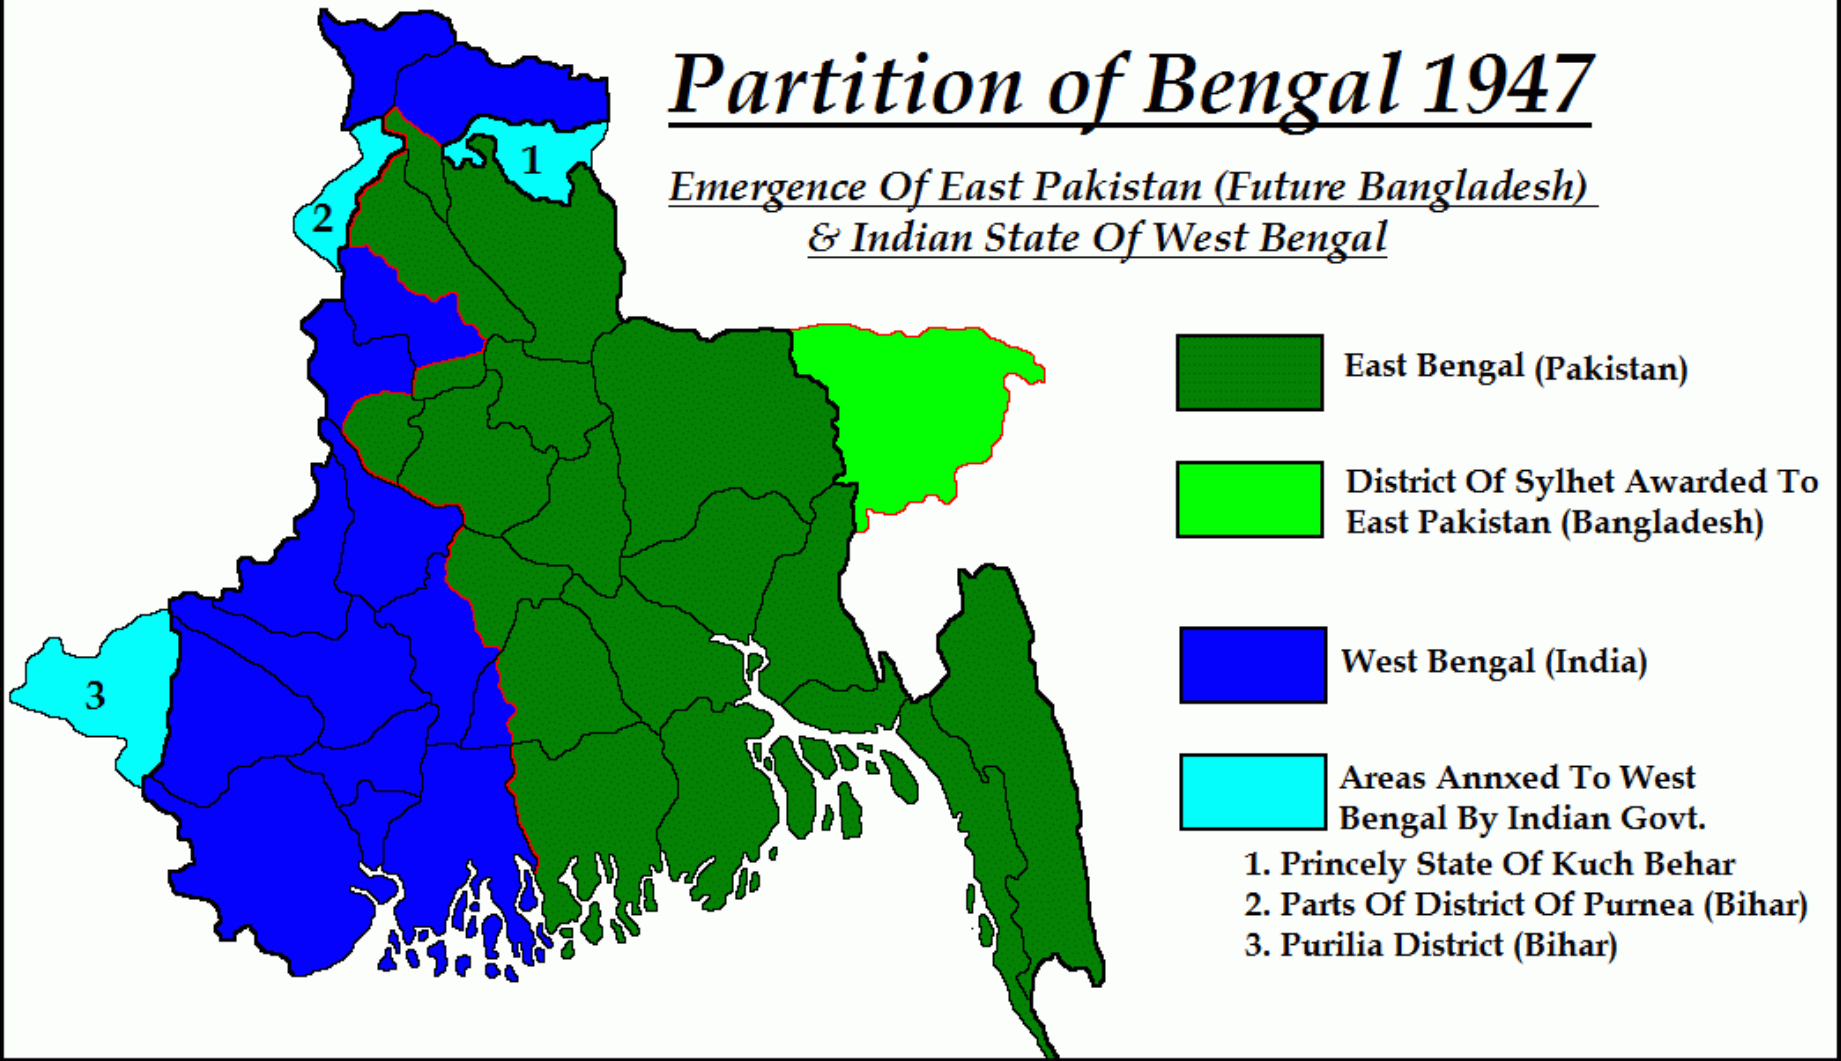 Partition of Bengal 1947
Emergence Of East Pakistan (Future Bangladesh)
& Indian State Of West Bengal
1
2
3
East Bengal (Pakistan)
District Of Sylhet Awarded To
East Pakistan (Bangladesh)
West Bengal (India)
Areas Annxed To West
Bengal By Indian Govt.
1. Princely State Of Kuch Behar
2. Parts Of District Of Purnea (Bihar)
3. Purilia District (Bihar)